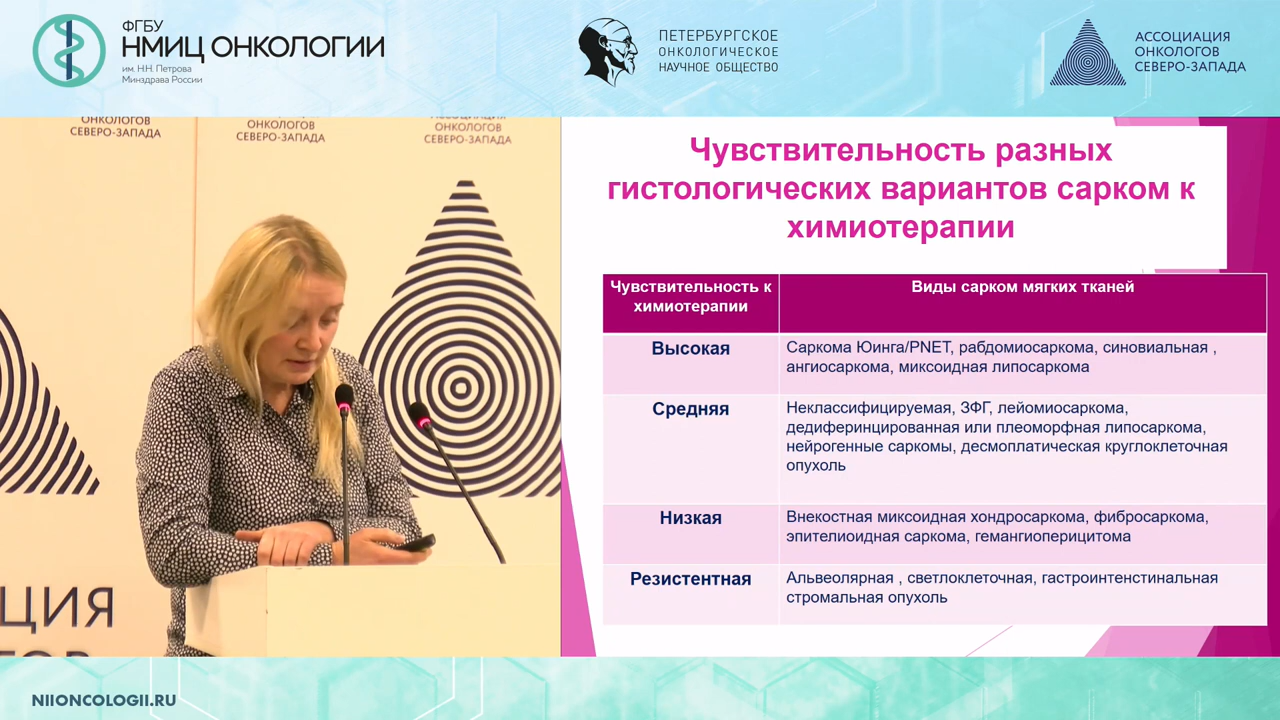 ФГБУ
НМИЦ ОНКОЛОГИИ
им. Н.Н. Петрова
Минздрава России
ПЕТЕРБУРГСКОЕ
ОНКОЛОГИЧЕСКОЕ
НАУЧНОЕ ОБЩЕСТВО
АССОЦИАЦИЯ
ОНКОЛОГОВ
СЕВЕРО-ЗАПАДА
ОНКОЛОГОВ
СЕВЕРО-ЗАПАДА
ОНКОЛОГОВ
СЕВЕРО-ЗАПАДА
АССОЦИАЦИЯ
ОНКОЛОГОВ
СЕВЕРО-ЗАПАДА
ЦИЯ
Чувствительность разных
гистологических вариантов сарком к
химиотерапии
Чувствительность к
химиотерапии
Виды сарком мягких тканей
Высокая
Саркома Юинга/PNET, рабдомиосаркома, синовиальная ,
ангиосаркома, миксоидная липосаркома
Средняя
Неклассифицируемая, ЗФГ, лейомиосаркома,
дедиферинцированная или плеоморфная липосаркома,
нейрогенные саркомы, десмоплатическая круглоклеточная
опухоль
Низкая
Внекостная миксоидная хондросаркома, фибросаркома,
эпителиоидная саркома, гемангиоперицитома
Резистентная
Альвеолярная , светлоклеточная, гастроинтенстинальная
стромальная опухоль
NIIONCOLOGII.RU